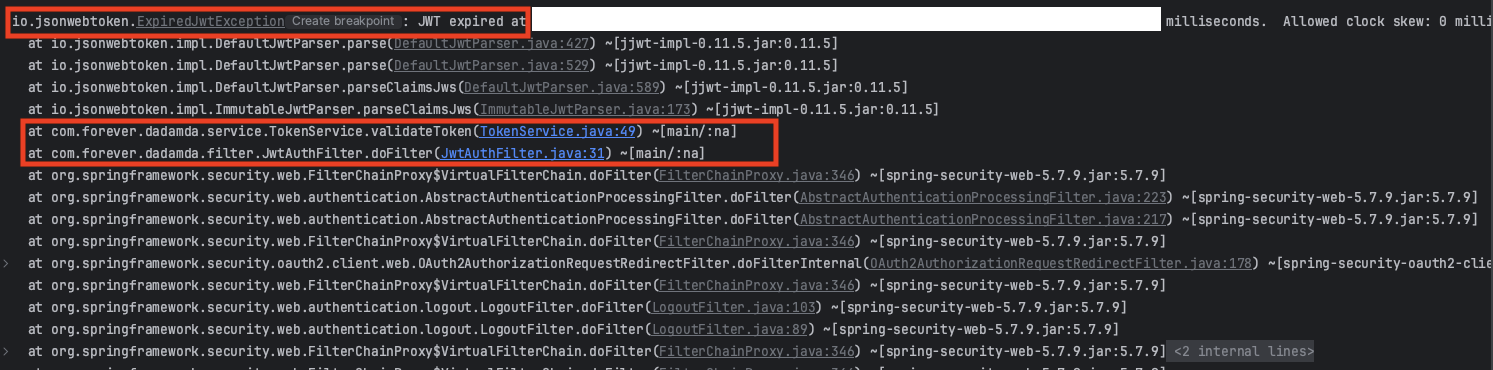 io.jsonwebtoken.ExpiredJwtException Create breakpoint : JWT expired at milliseconds. Allowed clock skew: 0 milli
at io.jsonwebtoken.impl.DefaultJwtParser.parse(DefaultJwtParser.java:427) ~[jjwt-impl-0.11.5.jar:0.11.5]
at io.jsonwebtoken.impl.DefaultJwtParser.parse(DefaultJwtParser.java:529) ~[jjwt-impl-0.11.5.jar:0.11.5]
at io.jsonwebtoken.impl.DefaultJwtParser.parseClaimsJws(DefaultJwtParser.java:589) ~[jjwt-impl-0.11.5.jar:0.11.5]
at io.jsonwebtoken.impl.ImmutableJwtParser.parseClaimsJws(ImmutableJwtParser.java:173) ~[jjwt-impl-0.11.5.jar:0.11.5]
at com.forever.dadamda.service.TokenService.validateToken(TokenService.java:49) ~[main/:na]
at com.forever.dadamda.filter.JwtAuthFilter.doFilter(JwtAuthFilter.java:31) ~[main/:na]
at org.springframework.security.web.FilterChainProxy$VirtualFilterChain.doFilter(FilterChainProxy.java:346) ~[spring-security-web-5.7.9.jar:5.7.9]
at org.springframework.security.web.authentication.AbstractAuthenticationProcessingFilter.doFilter(AbstractAuthenticationProcessingFilter.java:223) ~[spring-security-web-5.7.9.jar:5.7.9]
at org.springframework.security.web.authentication.AbstractAuthenticationProcessingFilter.doFilter(AbstractAuthenticationProcessingFilter.java:217) ~[spring-security-web-5.7.9.jar:5.7.9]
at org.springframework.security.web.FilterChainProxy$VirtualFilterChain.doFilter(FilterChainProxy.java:346) ~[spring-security-web-5.7.9.jar:5.7.9]
at org.springframework.security.oauth2.client.web.OAuth2AuthorizationRequestRedirectFilter.doFilterInternal(OAuth2AuthorizationRequestRedirectFilter.java:178) ~[spring-security-oauth2-clie
at org.springframework.security.web.FilterChainProxy$VirtualFilterChain.doFilter(FilterChainProxy.java:346) ~[spring-security-web-5.7.9.jar:5.7.9]
at org.springframework.security.web.authentication.logout.LogoutFilter.doFilter(LogoutFilter.java:103) ~[spring-security-web-5.7.9.jar:5.7.9]
at org.springframework.security.web.authentication.logout.LogoutFilter.doFilter(LogoutFilter.java:89) ~[spring-security-web-5.7.9.jar:5.7.9]
at org.springframework.security.web.FilterChainProxy$VirtualFilterChain.doFilter(FilterChainProxy.java:346) ~[spring-security-web-5.7.9.jar:5.7.9] <2 internal lines>